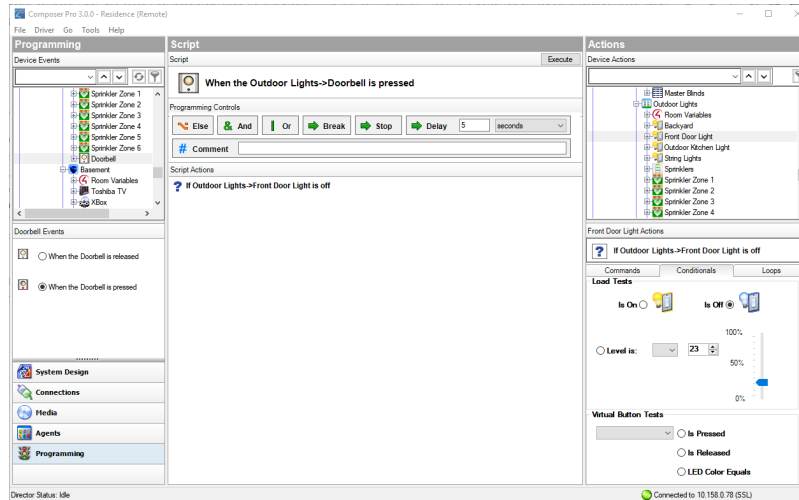 Composer Pro 3.0.0 - Residence (Remote)
File Driver Go Tools Help
Programming
Device Events
Sprinkler Zone 1
Sprinkler Zone 2
Sprinkler Zone 3
Sprinkler Zone 4
Sprinkler Zone 5
Sprinkler Zone 6
Doorbell
Basement
Room Variables
Toshiba TV
XBox
Doorbell Events
When the Doorbell is released
When the Doorbell is pressed
System Design
Connections
Media
Agents
Programming
Script
Script Execute
When the Outdoor Lights->Doorbell is pressed
Programming Controls
Else And Or Break Stop Delay 5 seconds
# Comment
Script Actions
? If Outdoor Lights->Front Door Light is off
Actions
Device Actions
Master Blinds
Outdoor Lights
Room Variables
Backyard
Front Door Light
Outdoor Kitchen Light
String Lights
Sprinklers
Sprinkler Zone 1
Sprinkler Zone 2
Sprinkler Zone 3
Sprinkler Zone 4
Front Door Light Actions
? If Outdoor Lights->Front Door Light is off
Commands Conditionals Loops
Load Tests
Is On Is Off
100%
Level is: 23
50%
0%
Virtual Button Tests
Is Pressed
Is Released
LED Color Equals
Director Status: Idle Connected to 10.158.0.78 (SSL)